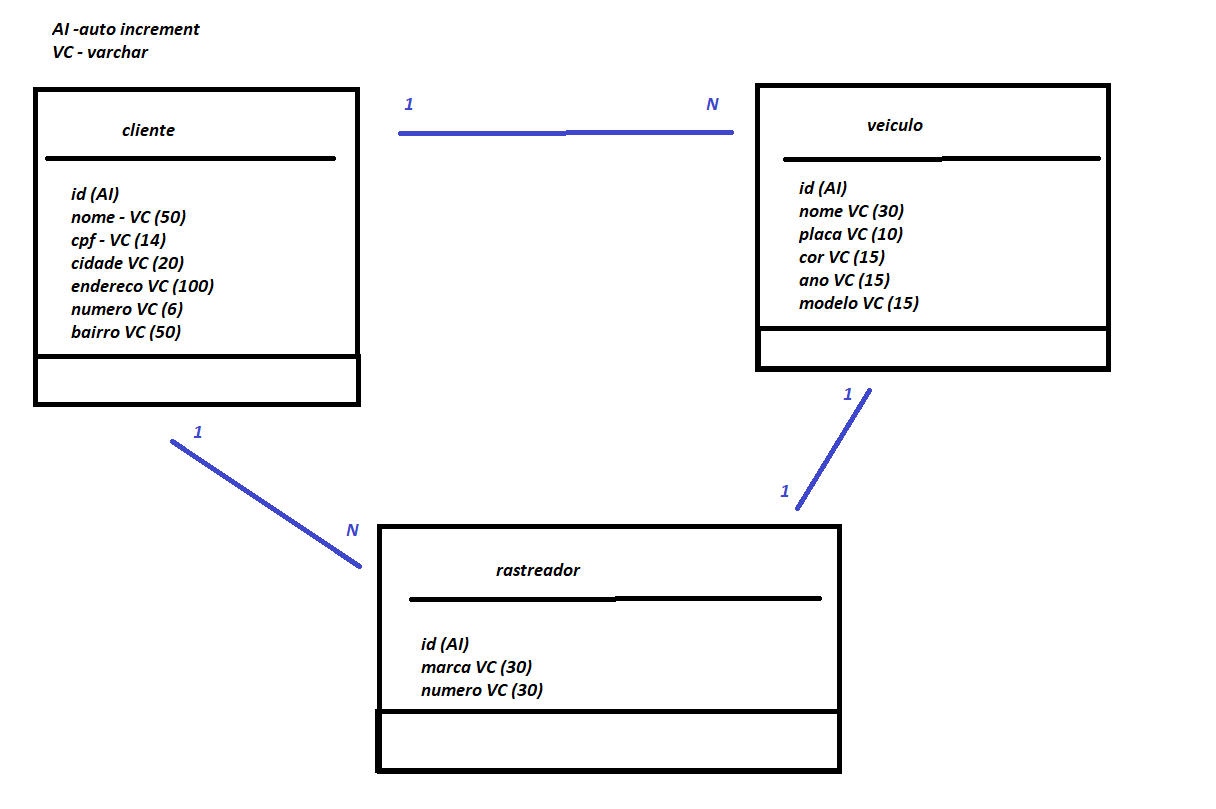 AI -auto increment
VC - varchar
cliente
id (AI)
nome - VC (50)
cpf - VC (14)
cidade VC (20)
endereco VC (100)
numero VC (6)
bairro VC (50)
1
N
veiculo
id (AI)
nome VC (30)
placa VC (10)
cor VC (15)
ano VC (15)
modelo VC (15)
1
1
1
N
rastreador
id (AI)
marca VC (30)
numero VC (30)